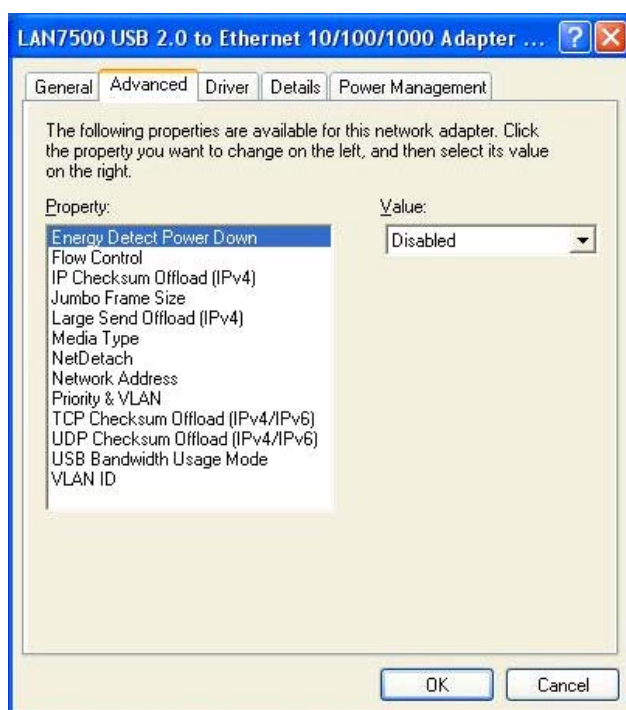 LAN7500 USB 2.0 to Ethernet 10/100/1000 Adapter ...
General Advanced Driver Details Power Management
The following properties are available for this network adapter. Click
the property you want to change on the left, and then select its value
on the right.
Property:
Value:
Energy Detect Power Down
Disabled
Flow Control
IP Checksum Offload (IPv4)
Jumbo Frame Size
Large Send Offload (IPv4)
Media Type
NetDetach
Network Address
Priority & VLAN
TCP Checksum Offload (IPv4/IPv6)
UDP Checksum Offload (IPv4/IPv6)
USB Bandwidth Usage Mode
VLAN ID
OK Cancel